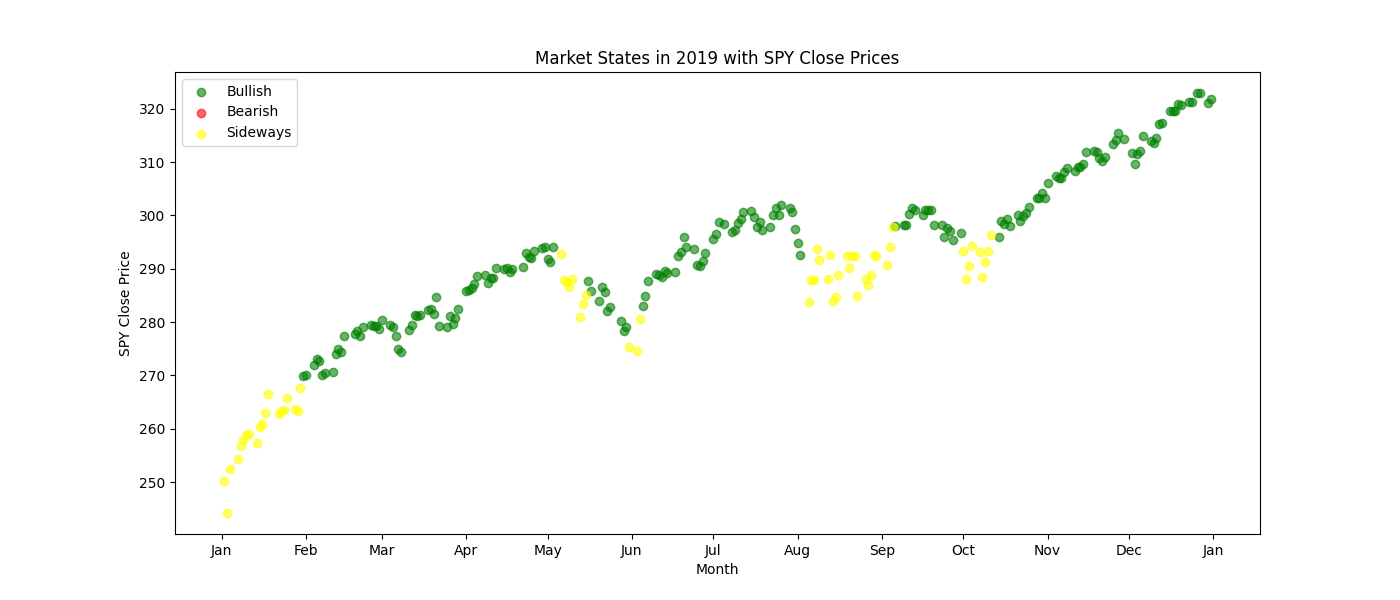 Market States in 2019 with SPY Close Prices
Bullish
Bearish
Sideways
320
310
300
290
280
270
260
250
SPY Close Price
Jan Feb Mar Apr May Jun Jul Aug Sep Oct Nov Dec Jan
Month